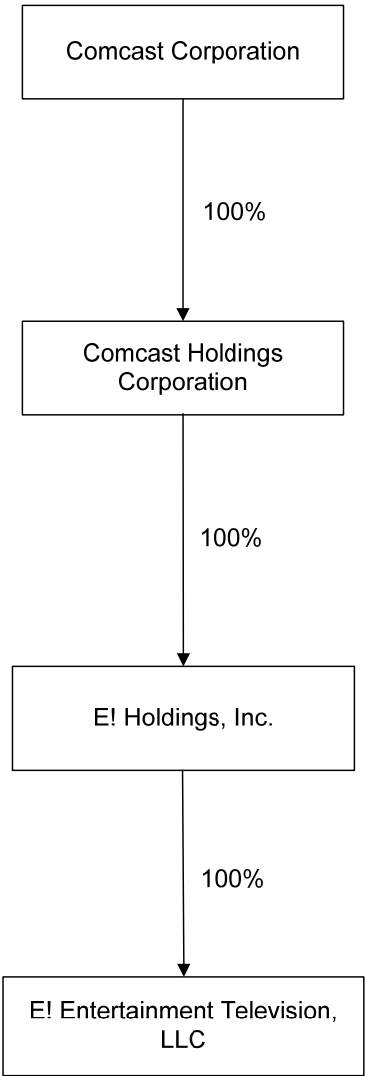 Comcast Corporation
100%
Comcast Holdings
Corporation
100%
E! Holdings, Inc.
100%
E! Entertainment Television,
LLC